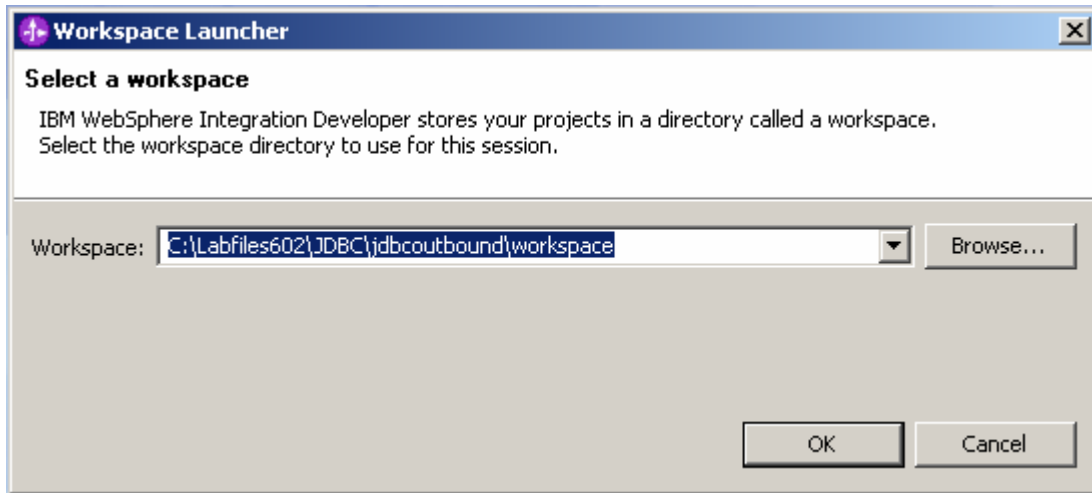 Workspace Launcher
Select a workspace
IBM WebSphere Integration Developer stores your projects in a directory called a workspace.
Select the workspace directory to use for this session.
Workspace: C:\Labfiles602\JDBC\jdbcoutbound\workspace Browse...
OK Cancel